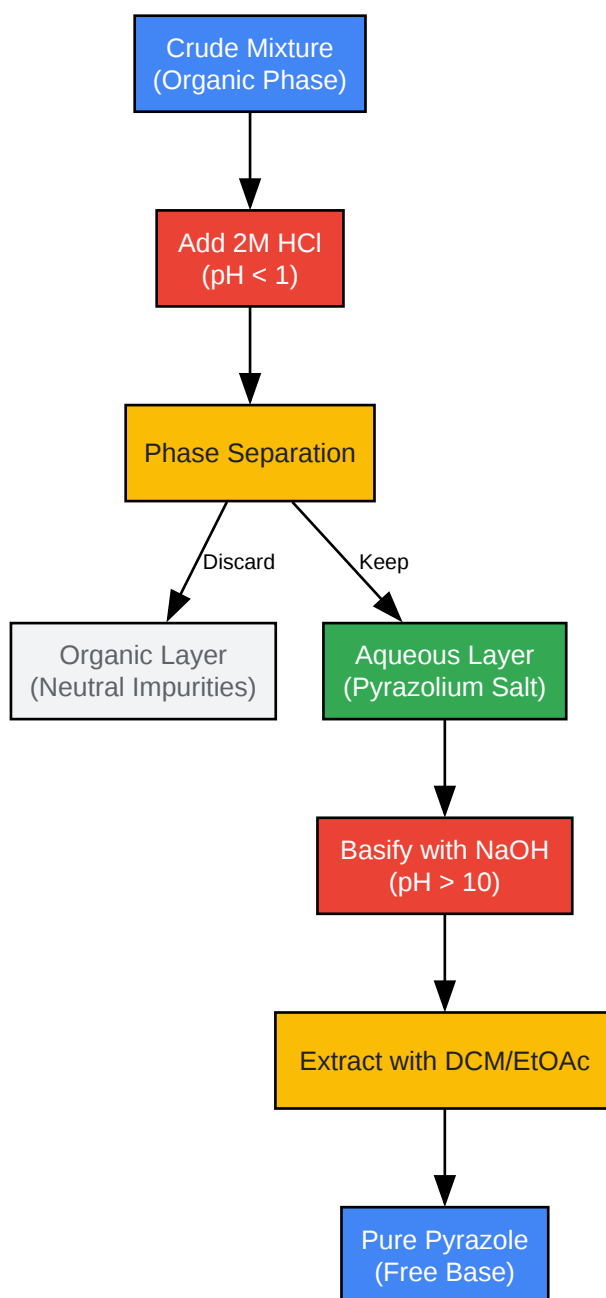 Crude Mixture
(Organic Phase)
Add 2M HCl
(pH < 1)
Phase Separation
Discard
Keep
Organic Layer
(Neutral Impurities)
Aqueous Layer
(Pyrazolium Salt)
Basify with NaOH
(pH > 10)
Extract with DCM/EtOAc
Pure Pyrazole
(Free Base)